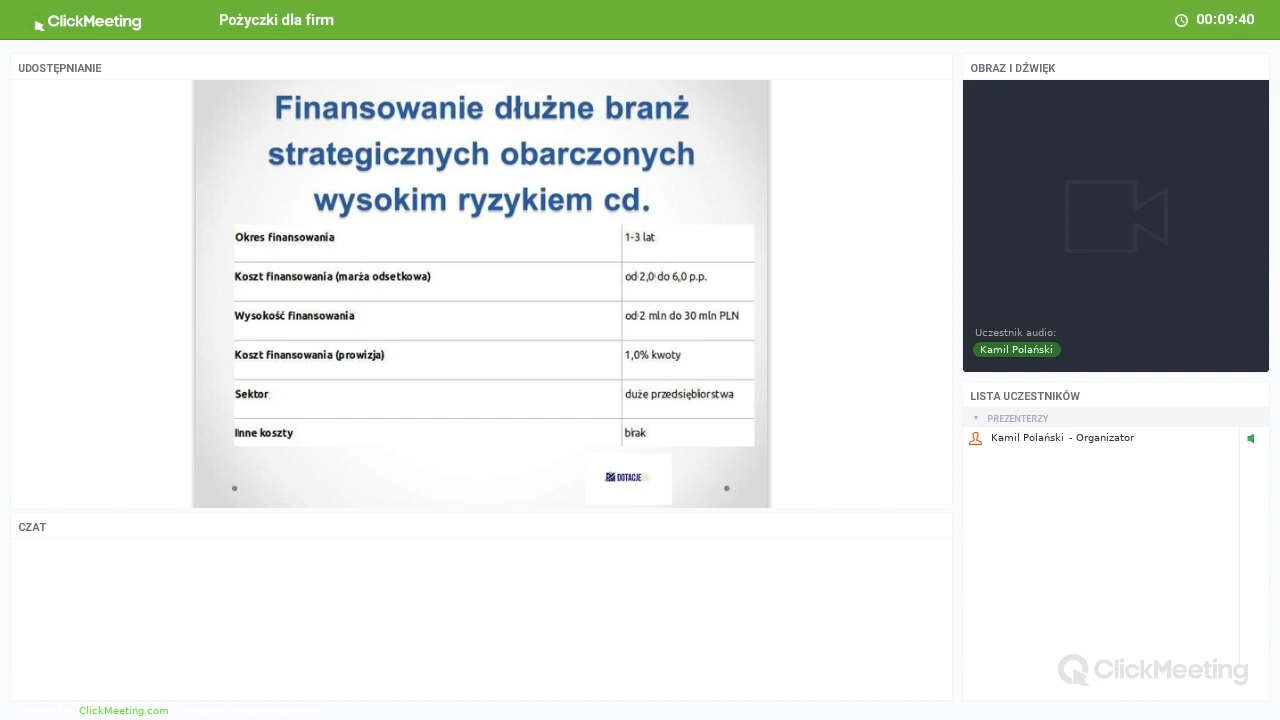 ClickMeeting
Pożyczki dla firm
00:09:40
UDOSTĘPNIANIE
Finansowanie dłużne branż
strategicznych obarczonych
wysokim ryzykiem cd.
Okres finansowania 1-3 lat
Koszt finansowania (marża odsetkowa) od 2,0 do 6,0 p.p.
Wysokość finansowania od 2 mln do 30 mln PLN
Koszt finansowania (prowizja) 1,0% kwoty
Sektor duże przedsiębiorstwa
Inne koszty brak
DOTACJE
CZAT
OBRAZ I DŹWIĘK
Uczestnik audio:
Kamil Polański
LISTA UCZESTNIKÓW
PREZENTERZY
Kamil Polański - Organizator
ClickMeeting
ClickMeeting.com